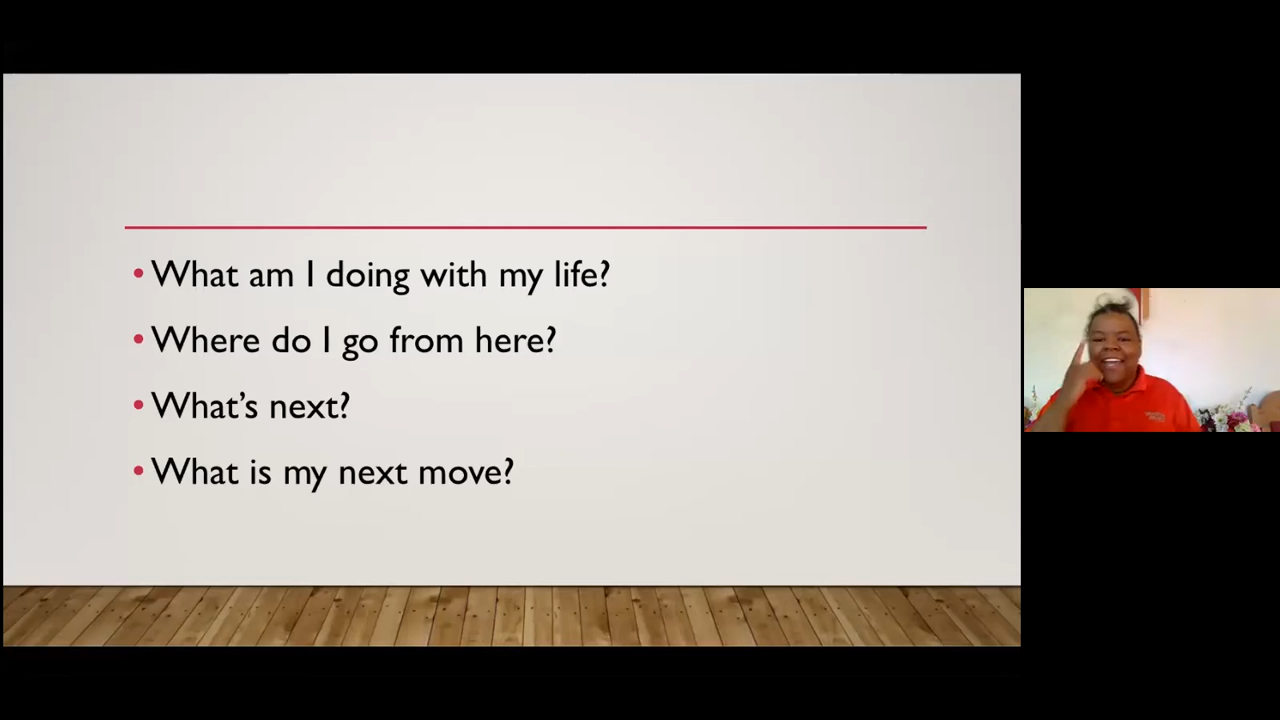 • What am I doing with my life?
• Where do I go from here?
• What's next?
• What is my next move?